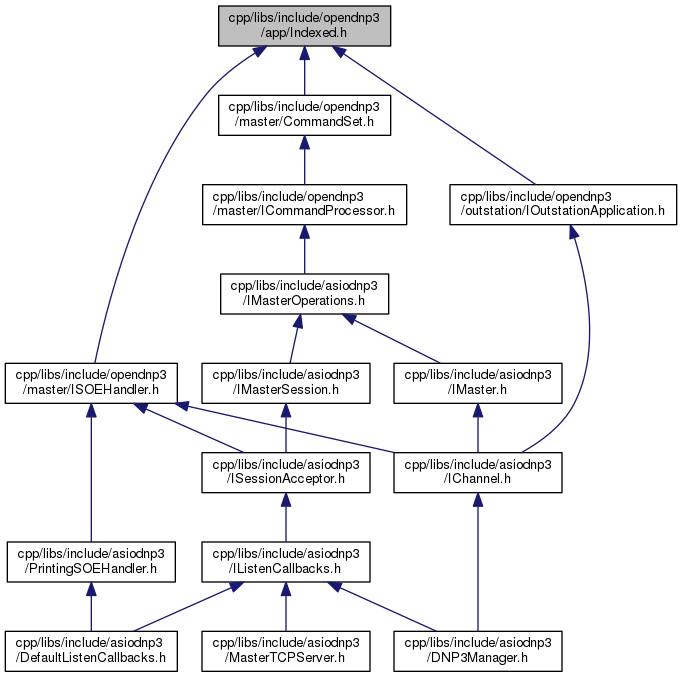 cpp/libs/include/opendnp3
/app/Indexed.h
cpp/libs/include/opendnp3
/master/CommandSet.h
cpp/libs/include/opendnp3
/master/ICommandProcessor.h
cpp/libs/include/opendnp3
/outstation/IOutstationApplication.h
cpp/libs/include/asiodnp3
/IMasterOperations.h
cpp/libs/include/opendnp3
/master/ISOEHandler.h
cpp/libs/include/asiodnp3
/IMasterSession.h
cpp/libs/include/asiodnp3
/IMaster.h
cpp/libs/include/asiodnp3
/ISessionAcceptor.h
cpp/libs/include/asiodnp3
/IChannel.h
cpp/libs/include/asiodnp3
/PrintingSOEHandler.h
cpp/libs/include/asiodnp3
/IListenCallbacks.h
cpp/libs/include/asiodnp3
/DefaultListenCallbacks.h
cpp/libs/include/asiodnp3
/MasterTCPServer.h
cpp/libs/include/asiodnp3
/DNP3Manager.h